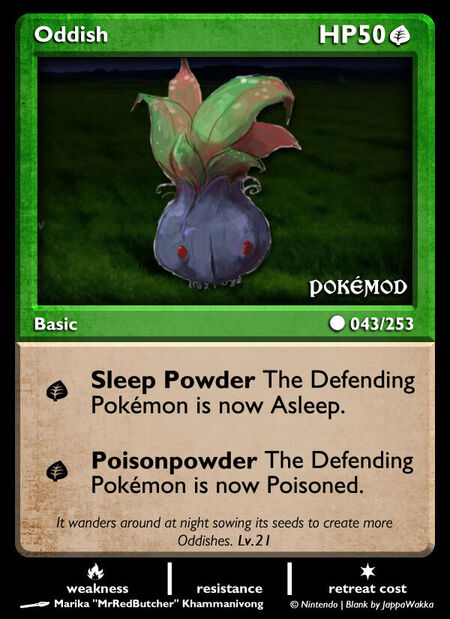 Oddish HP50
POKÉMOD
Basic 043/253
Sleep Powder The Defending
Pokémon is now Asleep.
Poisonpowder The Defending
Pokémon is now Poisoned.
It wanders around at night sowing its seeds to create more
Oddishes. Lv.21
weakness resistance retreat cost
Marika "MrRedButcher" Khammanivong © Nintendo | Blank by JappaWakka